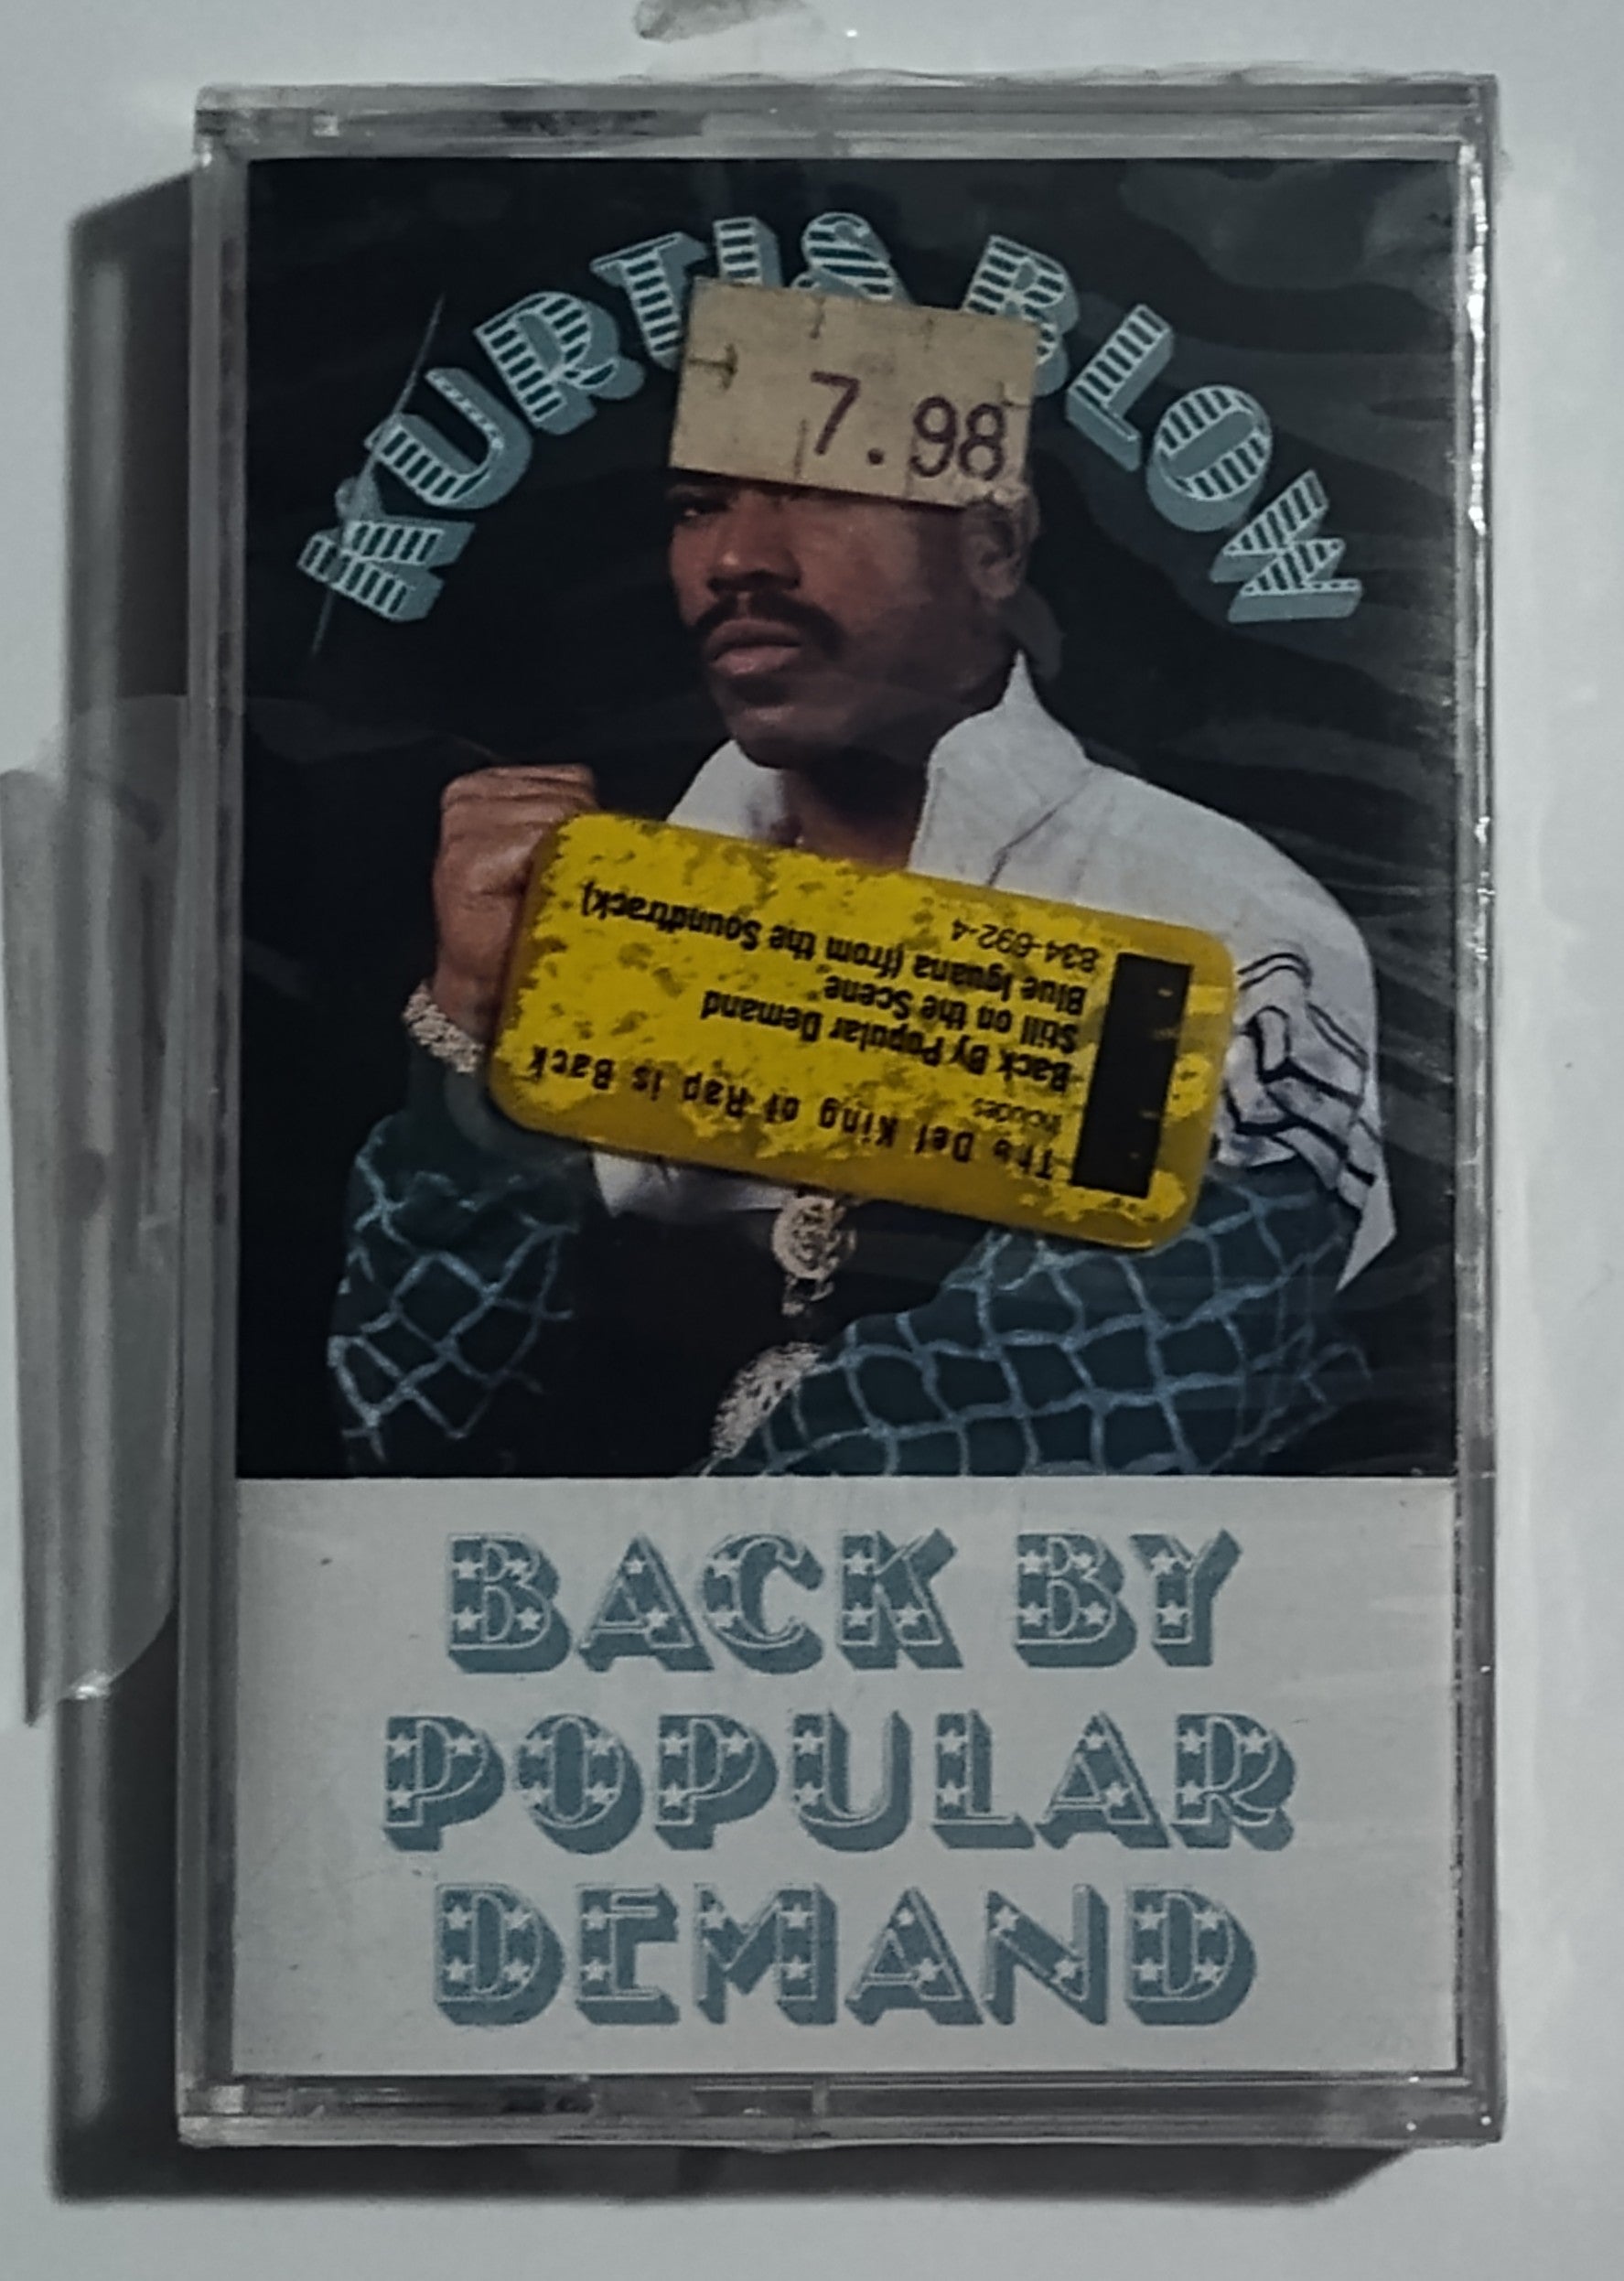 KURTIS BLOW
7.98
The Def King of Rap is Back
Includes
Back By Popular Demand
Still on the Scene
Blue Iguana (from the Soundtrack)
834-692-4
BACK BY
POPULAR
DEMAND